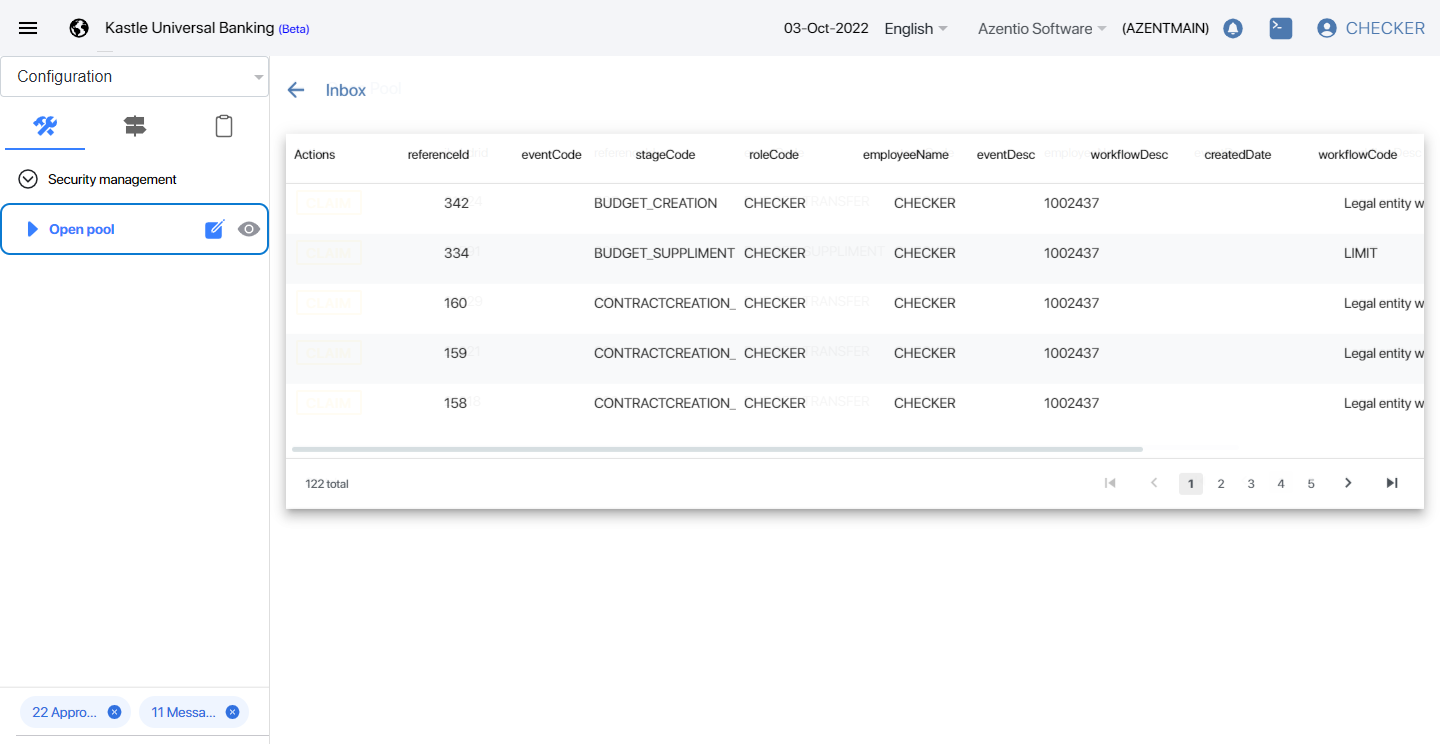 Kastle Universal Banking (Beta) 03-Oct-2022 English Azentio Software (AZENTMAIN) CHECKER
Configuration
Inbox Pool
Security management
Open pool
Actions referenceId eventCode stageCode roleCode employeeName eventDesc workflowDesc createdDate workflowCode
342 BUDGET_CREATION CHECKER CHECKER 1002437 Legal entity w
334 BUDGET_SUPPLIMENT CHECKER CHECKER 1002437 LIMIT
160 CONTRACTCREATION_ CHECKER CHECKER 1002437 Legal entity w
159 CONTRACTCREATION_ CHECKER CHECKER 1002437 Legal entity w
158 CONTRACTCREATION_ CHECKER CHECKER 1002437 Legal entity w
122 total 1 2 3 4 5
22 Appro... 11 Messa...